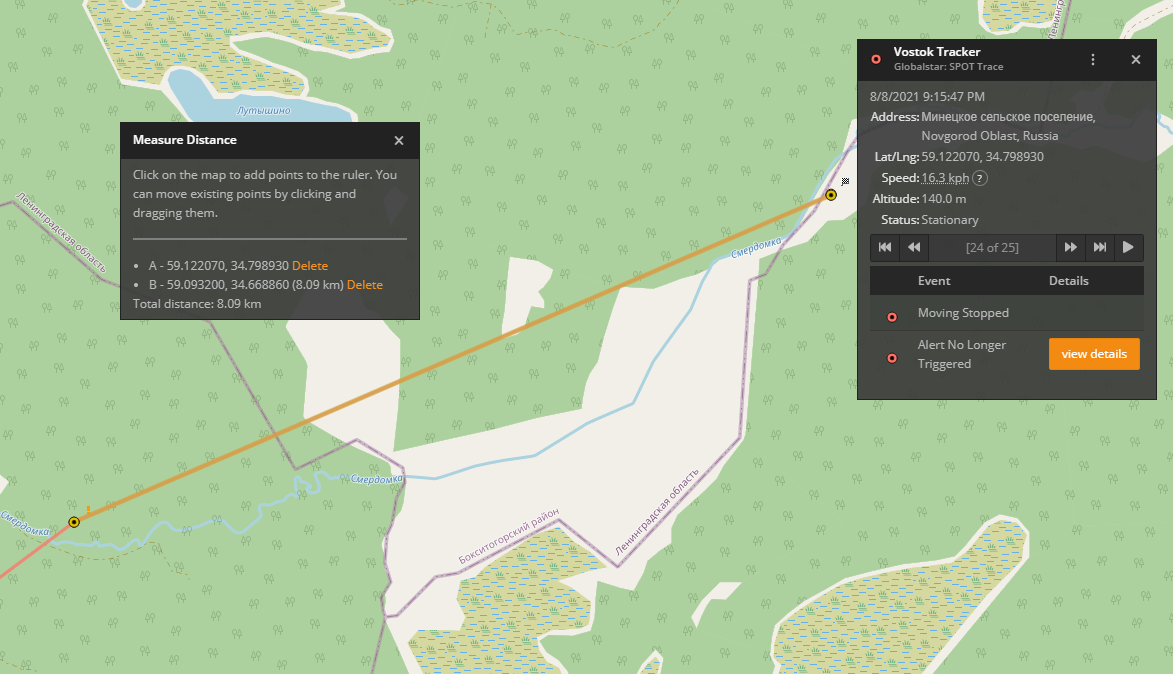 Ленинг
Лутышино
Measure Distance
Click on the map to add points to the ruler. You
can move existing points by clicking and
dragging them.
A - 59.122070, 34.798930 Delete
B - 59.093200, 34.668860 (8.09 km) Delete
Total distance: 8.09 km
Vostok Tracker
Globalstar: SPOT Trace
8/8/2021 9:15:47 PM
Address: Минецкое сельское поселение,
Novgorod Oblast, Russia
Lat/Lng: 59.122070, 34.798930
Speed: 16.3 kph ?
Altitude: 140.0 m
Status: Stationary
[24 of 25]
Event Details
Moving Stopped
Alert No Longer
Triggered
view details
Ленинградская область
Смердомка
Смердомка
Смердомка
Бокситогорский район
Ленинградская область